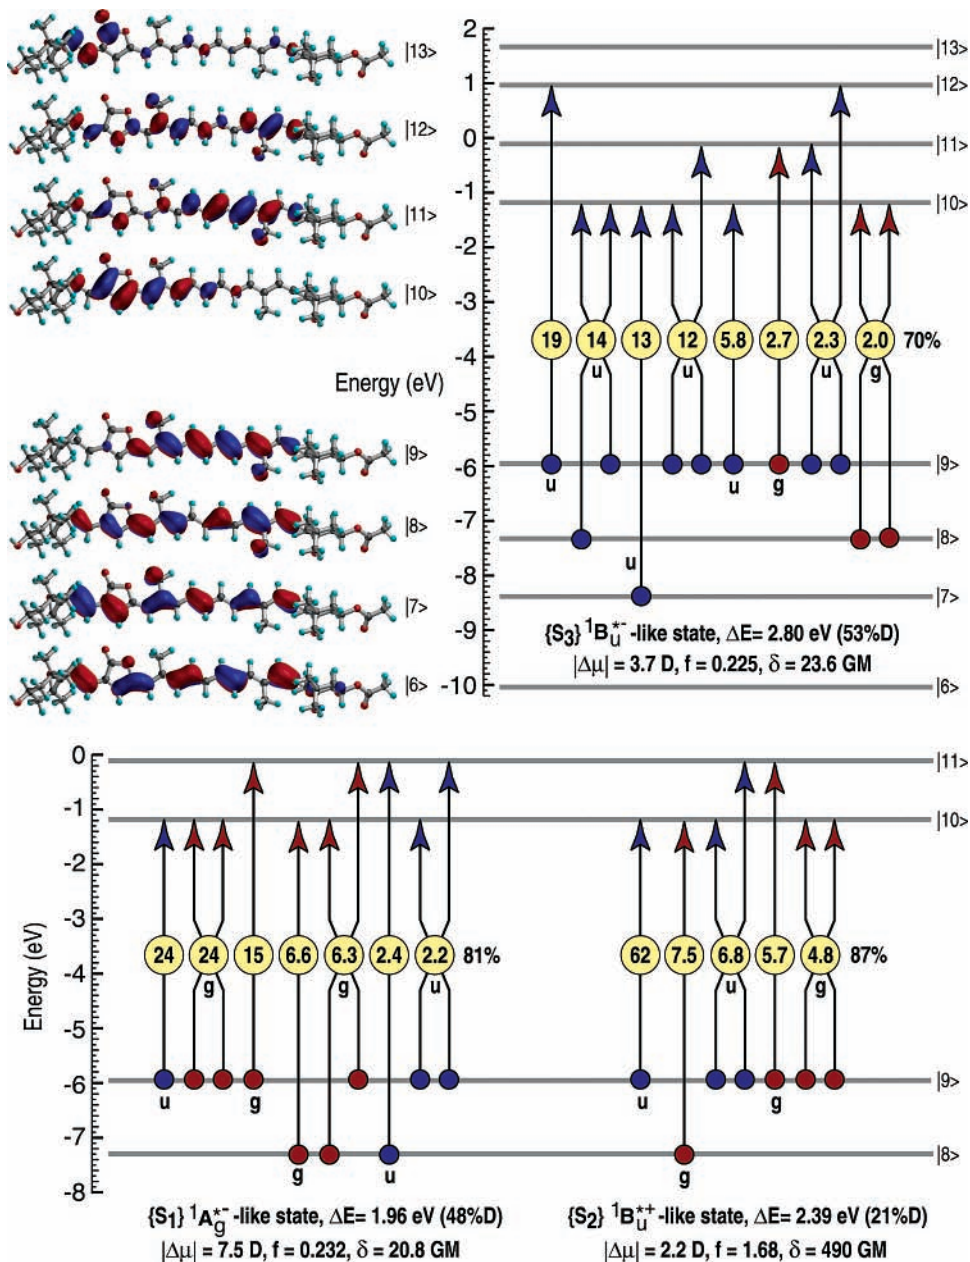 |13>
|12>
|11>
|10>
Energy (eV)
|9>
|8>
|7>
|6>
2
1
0
-1
-2
-3
-4
-5
-6
-7
-8
-9
-10
|13>
|12>
|11>
|10>
19 14 13 12 5.8 2.7 2.3 2.0 70%
u u u g
|9>
u u g
|8>
u
|7>
{S3} 1B*-u -like state, ΔE= 2.80 eV (53%D)
|Δμ| = 3.7 D, f = 0.225, δ = 23.6 GM
|6>
Energy (eV)
0
-1
-2
-3
-4
-5
-6
-7
-8
|11>
|10>
24 24 15 6.6 6.3 2.4 2.2 81% 62 7.5 6.8 5.7 4.8 87%
g g u u g
|9>
u g u g
|8>
g u g
{S1} 1A*-g -like state, ΔE= 1.96 eV (48%D)
|Δμ| = 7.5 D, f = 0.232, δ = 20.8 GM
{S2} 1B*+u -like state, ΔE= 2.39 eV (21%D)
|Δμ| = 2.2 D, f = 1.68, δ = 490 GM